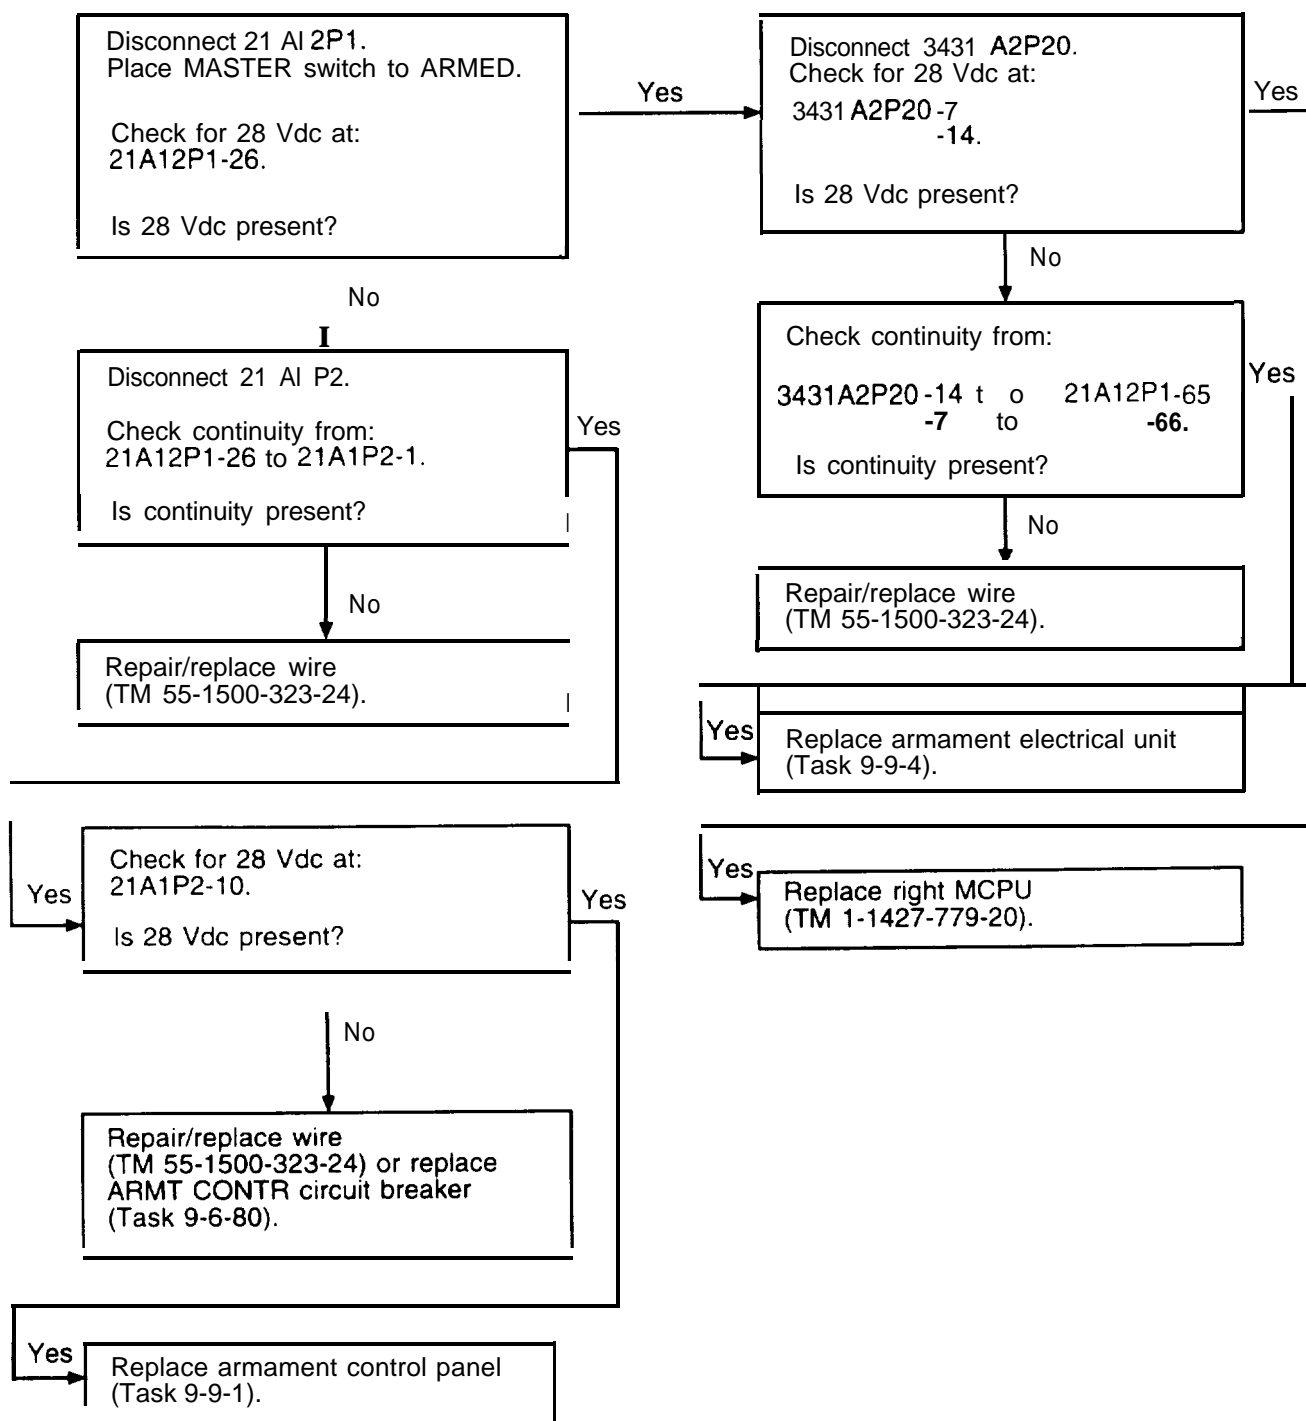 Disconnect 21 Al 2P1.
Place MASTER switch to ARMED.
Check for 28 Vdc at:
21A12P1-26.
Is 28 Vdc present?
Yes
No
I
Disconnect 21 Al P2.
Check continuity from:
21A12P1-26 to 21A1P2-1.
Is continuity present?
Yes
No
Repair/replace wire
(TM 55-1500-323-24).
Yes
Check for 28 Vdc at:
21A1P2-10.
Is 28 Vdc present?
Yes
No
Repair/replace wire
(TM 55-1500-323-24) or replace
ARMT CONTR circuit breaker
(Task 9-6-80).
Yes
Replace armament control panel
(Task 9-9-1).
Disconnect 3431 A2P20.
Check for 28 Vdc at:
3431 A2P20 -7
-14.
Is 28 Vdc present?
Yes
No
Check continuity from:
3431A2P20 -14 t o 21A12P1-65
-7 to -66.
Is continuity present?
Yes
No
Repair/replace wire
(TM 55-1500-323-24).
Yes
Replace armament electrical unit
(Task 9-9-4).
Yes
Replace right MCPU
(TM 1-1427-779-20).